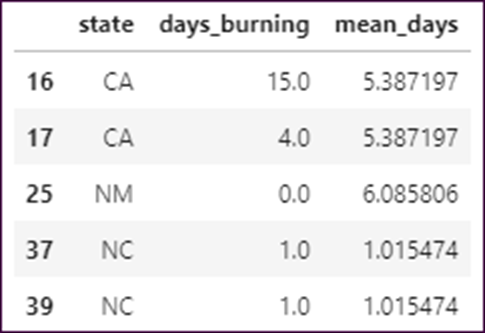 state days_burning mean_days
16 CA 15.0 5.387197
17 CA 4.0 5.387197
25 NM 0.0 6.085806
37 NC 1.0 1.015474
39 NC 1.0 1.015474